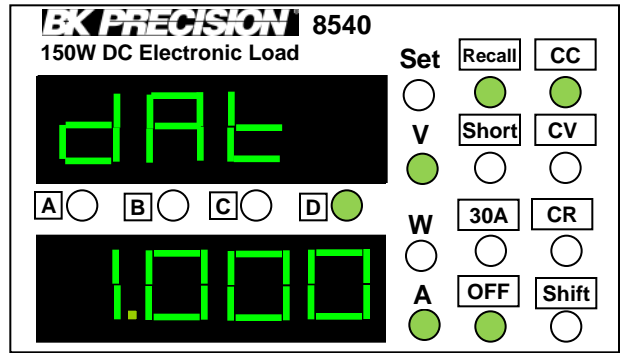 BK PRECISION 8540
150W DC Electronic Load
Set Recall CC
dAt
V Short CV
A B C D
W 30A CR
1.000
A OFF Shift